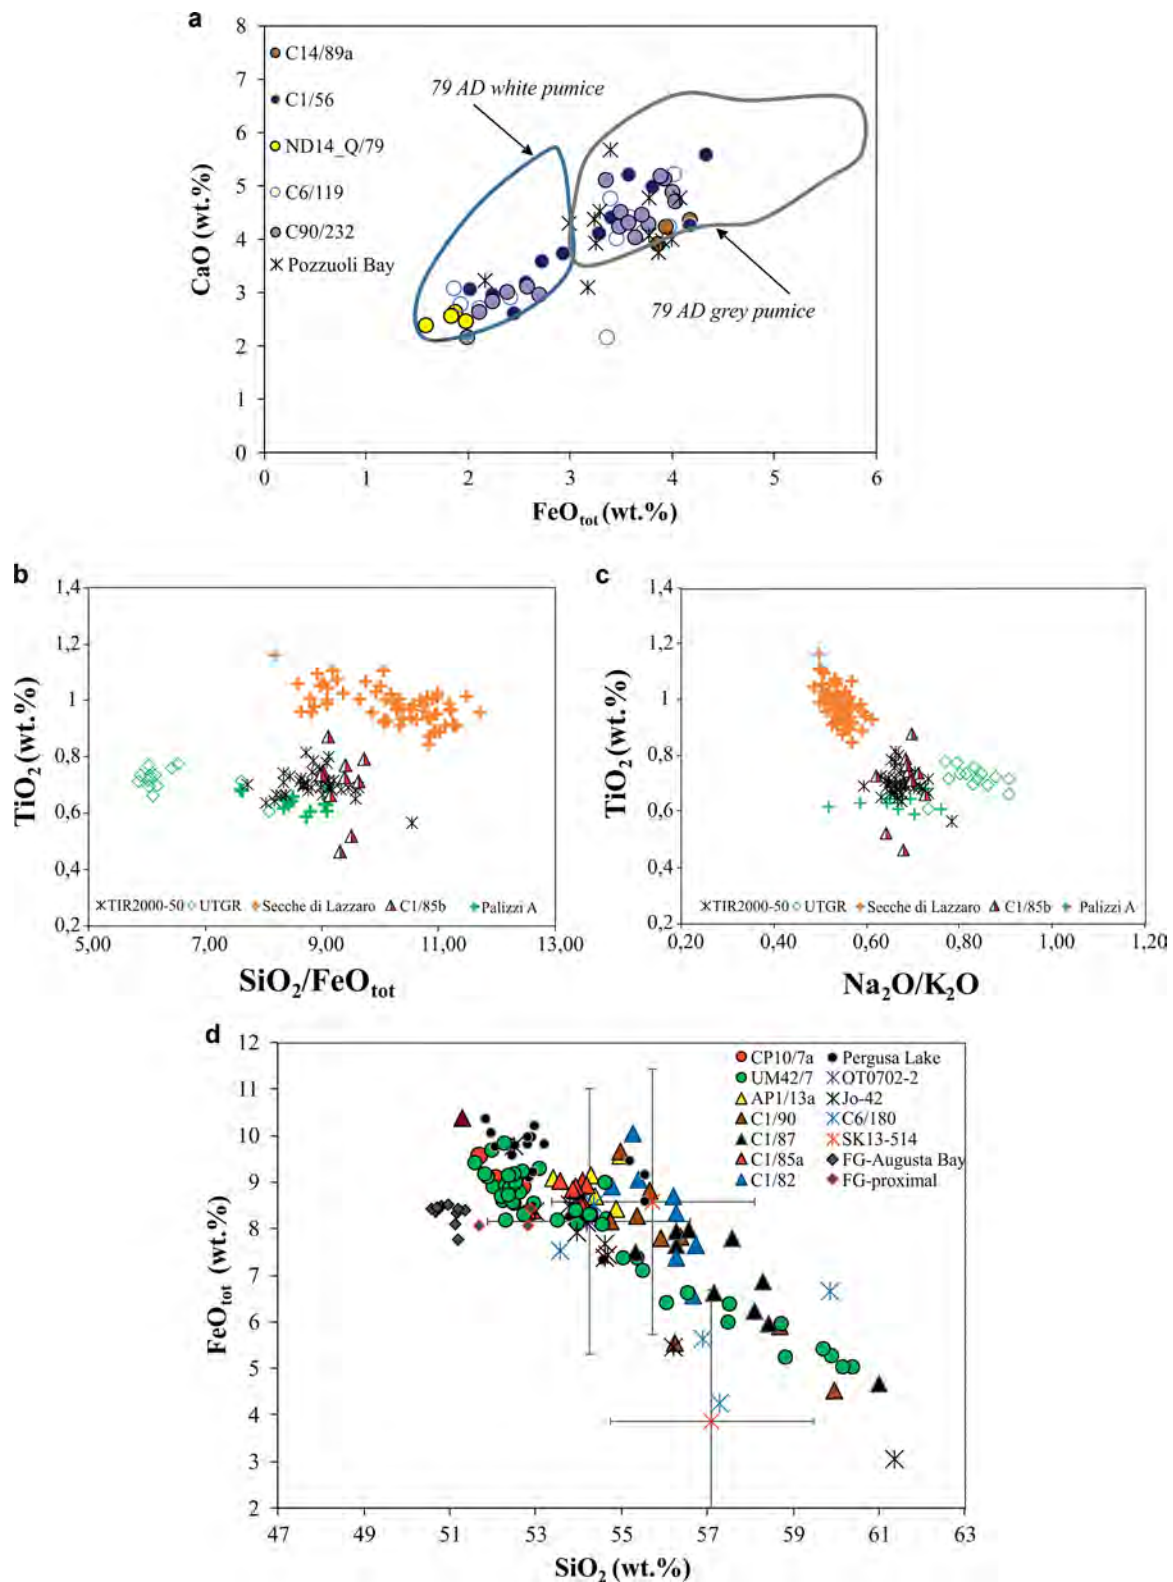 a
8
7
6
5
4
3
2
1
0
CaO (wt.%)
C14/89a
C1/56
ND14_Q/79
C6/119
C90/232
Pozzuoli Bay
79 AD white pumice
79 AD grey pumice
0 1 2 3 4 5 6
FeOtot (wt.%)
b
1,4
1,2
1
0,8
0,6
0,4
0,2
TiO2 (wt.%)
TIR2000-50 UTGR Secche di Lazzaro C1/85b Palizzi A
5,00 7,00 9,00 11,00 13,00
SiO2/FeOtot
c
1,4
1,2
1
0,8
0,6
0,4
0,2
TiO2 (wt.%)
TIR2000-50 UTGR Secche di Lazzaro C1/85b Palizzi A
0,20 0,40 0,60 0,80 1,00 1,20
Na2O/K2O
d
12
11
10
9
8
7
6
5
4
3
2
FeOtot (wt.%)
CP10/7a Pergusa Lake
UM42/7 OT0702-2
AP1/13a Jo-42
C1/90 C6/180
C1/87 SK13-514
C1/85a FG-Augusta Bay
C1/82 FG-proximal
47 49 51 53 55 57 59 61 63
SiO2 (wt.%)